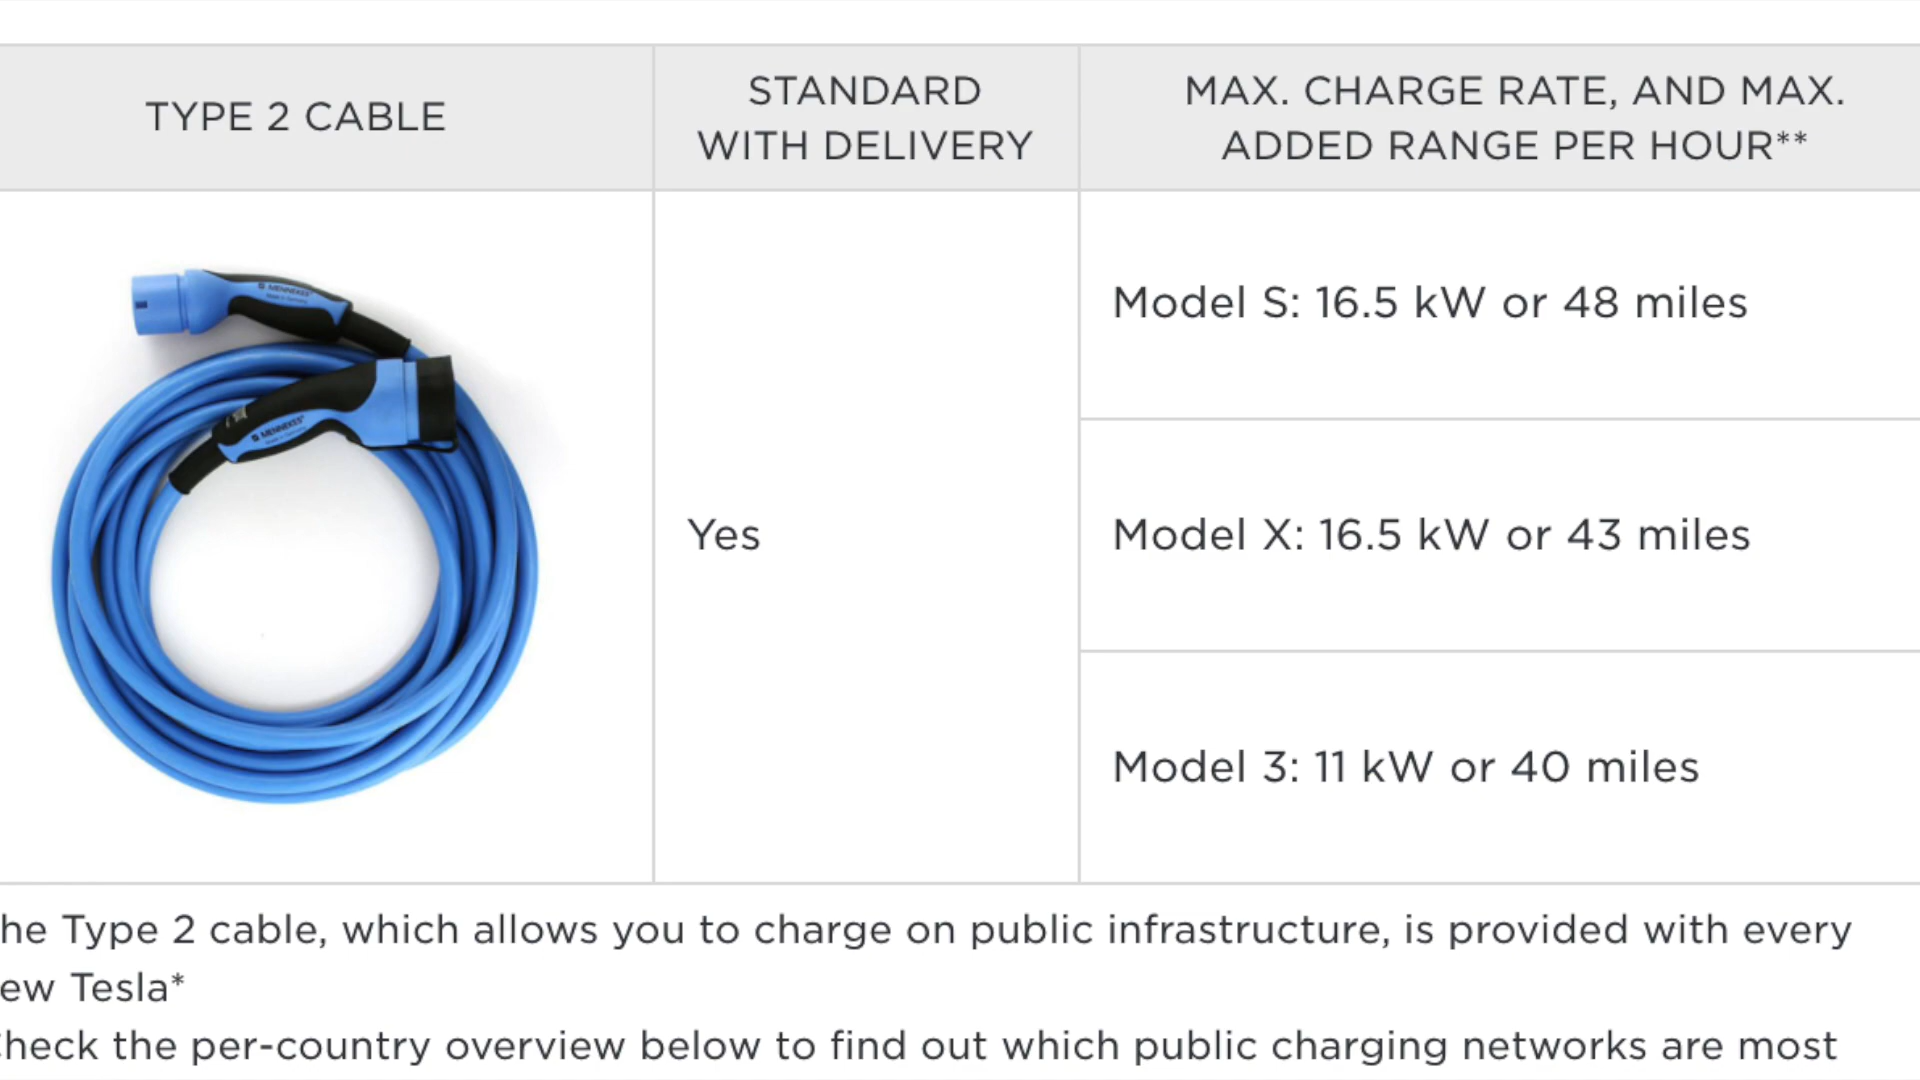 TYPE 2 CABLE
STANDARD
WITH DELIVERY
MAX. CHARGE RATE, AND MAX.
ADDED RANGE PER HOUR**
MENNEKES
MENNEKES
Yes
Model S: 16.5 kW or 48 miles
Model X: 16.5 kW or 43 miles
Model 3: 11 kW or 40 miles
he Type 2 cable, which allows you to charge on public infrastructure, is provided with every
ew Tesla*
heck the per-country overview below to find out which public charging networks are most